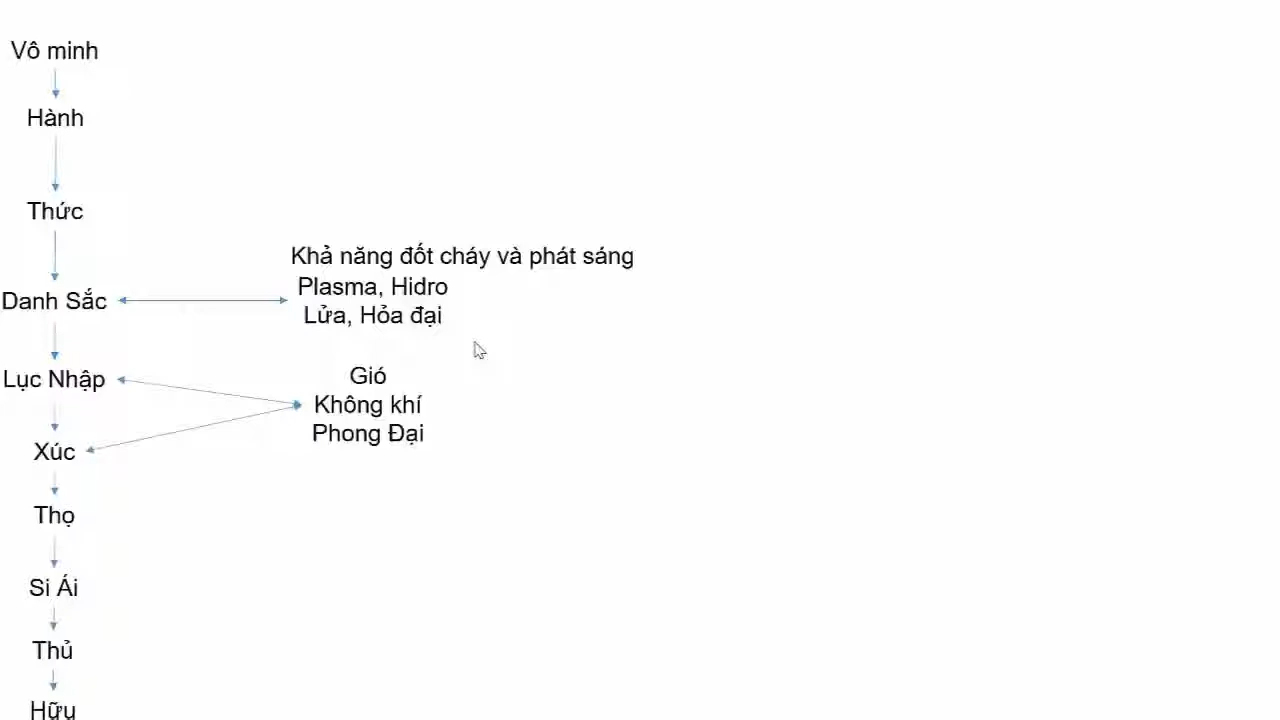 Vô minh
Hành
Thức
Danh Sắc
Khả năng đốt cháy và phát sáng
Plasma, Hidro
Lửa, Hỏa đại
Lục Nhập
Gió
Không khí
Phong Đại
Xúc
Thọ
Si Ái
Thủ
Hữu